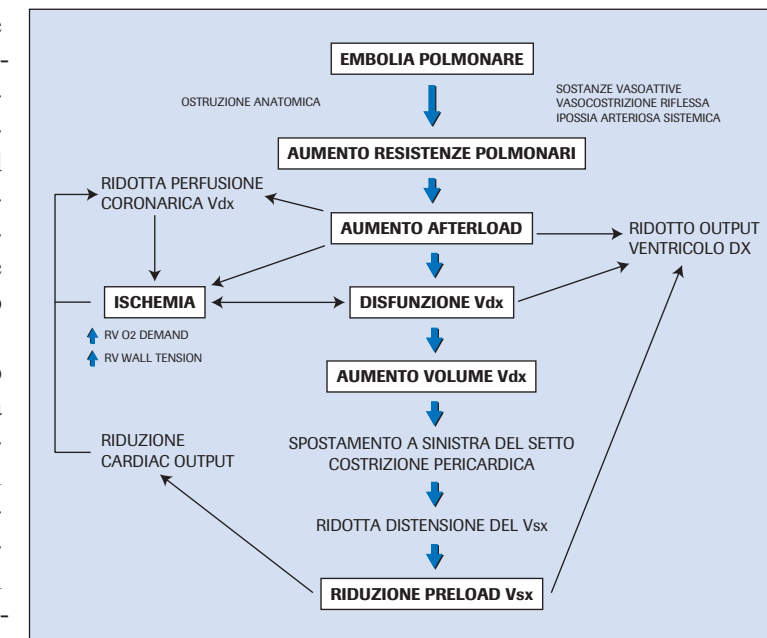 EMBOLIA POLMONARE
OSTRUZIONE ANATOMICA
SOSTANZE VASOATTIVE
VASOCOSTRIZIONE RIFLESSA
IPOSSIA ARTERIOSA SISTEMICA
AUMENTO RESISTENZE POLMONARI
RIDOTTA PERFUSIONE
CORONARICA Vdx
AUMENTO AFTERLOAD
RIDOTTO OUTPUT
VENTRICOLO DX
ISCHEMIA
DISFUNZIONE Vdx
RV O2 DEMAND
RV WALL TENSION
AUMENTO VOLUME Vdx
RIDUZIONE
CARDIAC OUTPUT
SPOSTAMENTO A SINISTRA DEL SETTO
COSTRIZIONE PERICARDICA
RIDOTTA DISTENSIONE DEL Vsx
RIDUZIONE PRELOAD Vsx